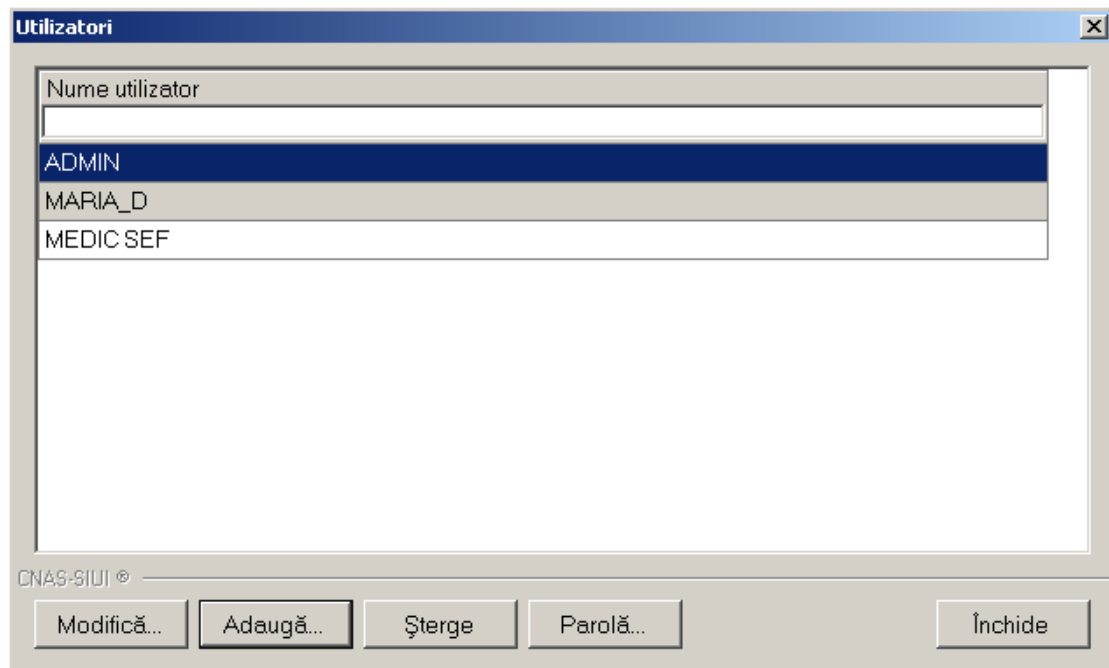 Utilizatori
Nume utilizator
ADMIN
MARIA_D
MEDIC SEF
CNAS-SIUI ®
Modifică... Adaugă... Şterge Parolă... Închide